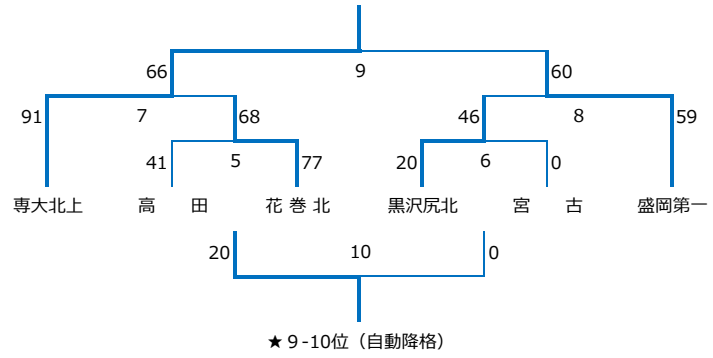 66 9 60
91 7 68 46 8 59
41 5 77 20 6 0
専大北上 高 田 花 巻 北 黒沢尻北 宮 古 盛岡第一
20 10 0
★９-10位（自動降格）